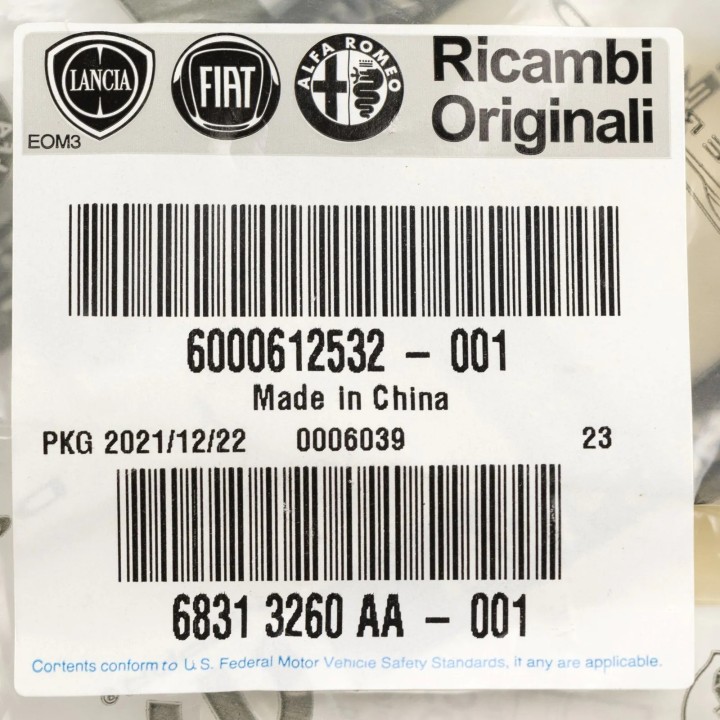 LANCIA FIAT ALFA ROMEO Ricambi
Originali
EOM3
6000612532 - 001
Made in China
PKG 2021/12/22 0006039 23
6831 3260 AA - 001
Contents conform to U.S. Federal Motor Vehicle Safety Standards, if any are applicable.